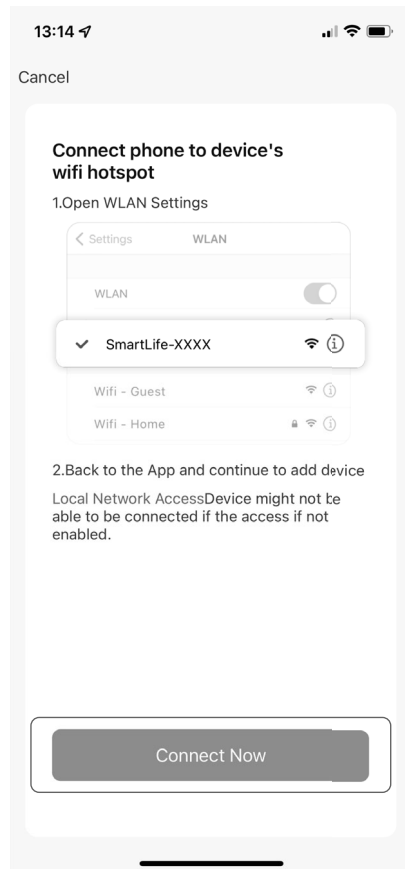 13:14
Cancel
Connect phone to device's
wifi hotspot
1.Open WLAN Settings
Settings WLAN
WLAN
SmartLife-XXXX
Wifi - Guest
Wifi - Home
2.Back to the App and continue to add device
Local Network AccessDevice might not be
able to be connected if the access if not
enabled.
Connect Now